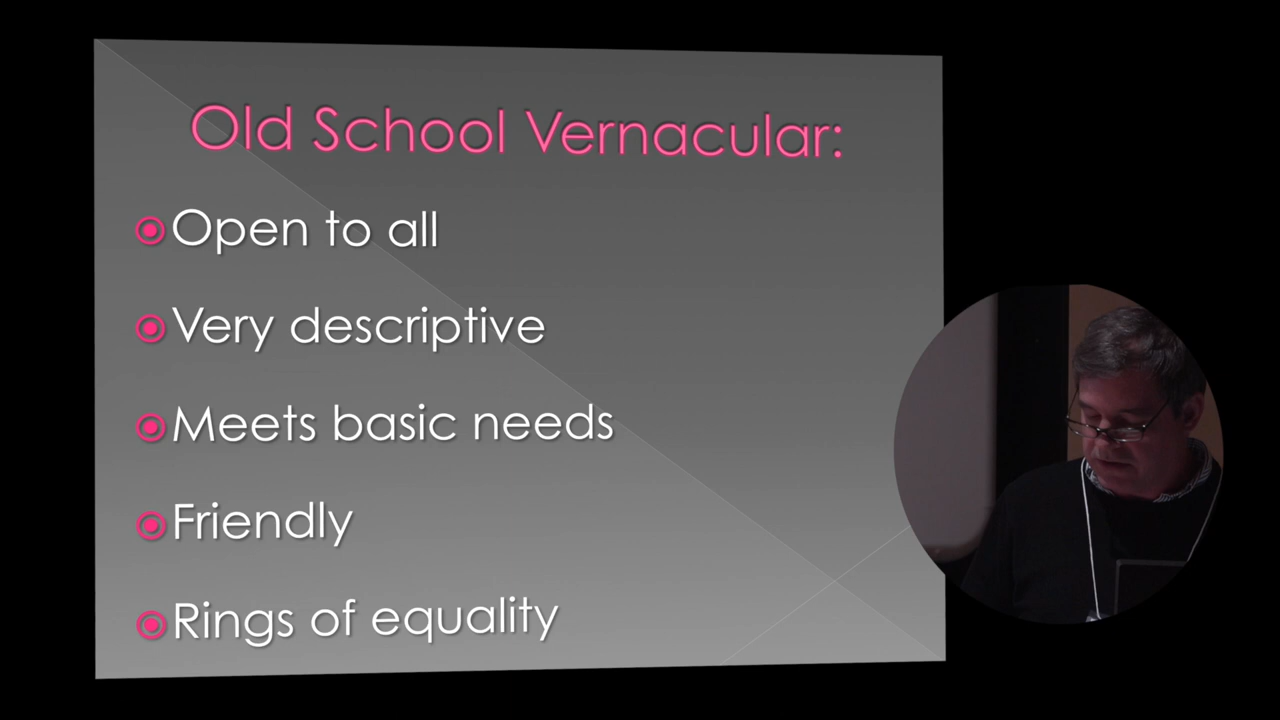 Old School Vernacular:
Open to all
Very descriptive
Meets basic needs
Friendly
Rings of equality